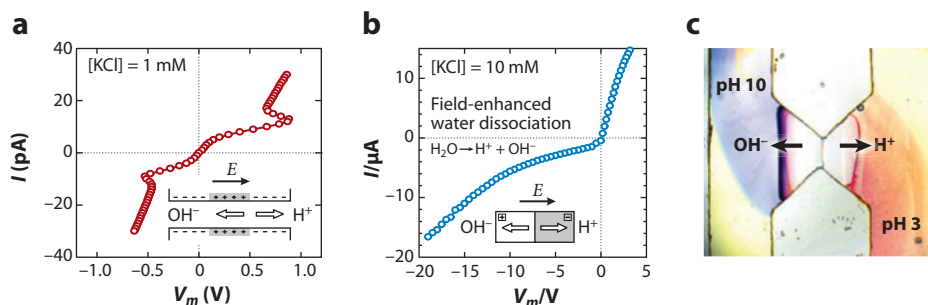 a
[KCl] = 1 mM
40
20
0
−20
−40
I (pA)
E
+ + + +
OH− H+
+ + + +
−1.0 −0.5 0 0.5 1.0
Vm (V)
b
[KCl] = 10 mM
Field-enhanced
water dissociation
H2O→H+ + OH−
10
0
−10
−20
I/μA
E
+ −
OH− H+
−20 −15 −10 −5 0 5
Vm/V
c
pH 10
OH− H+
pH 3